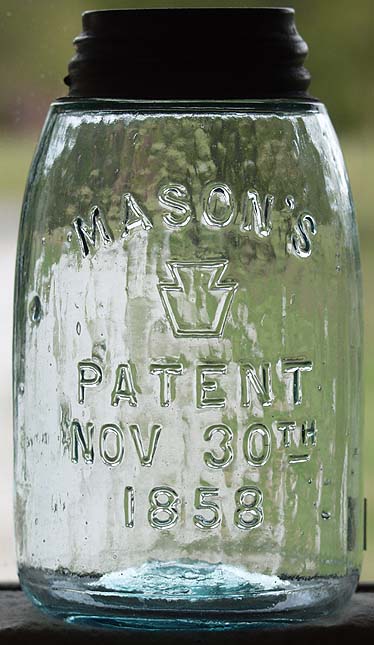 MASON'S
PATENT
NOV 30TH
1858